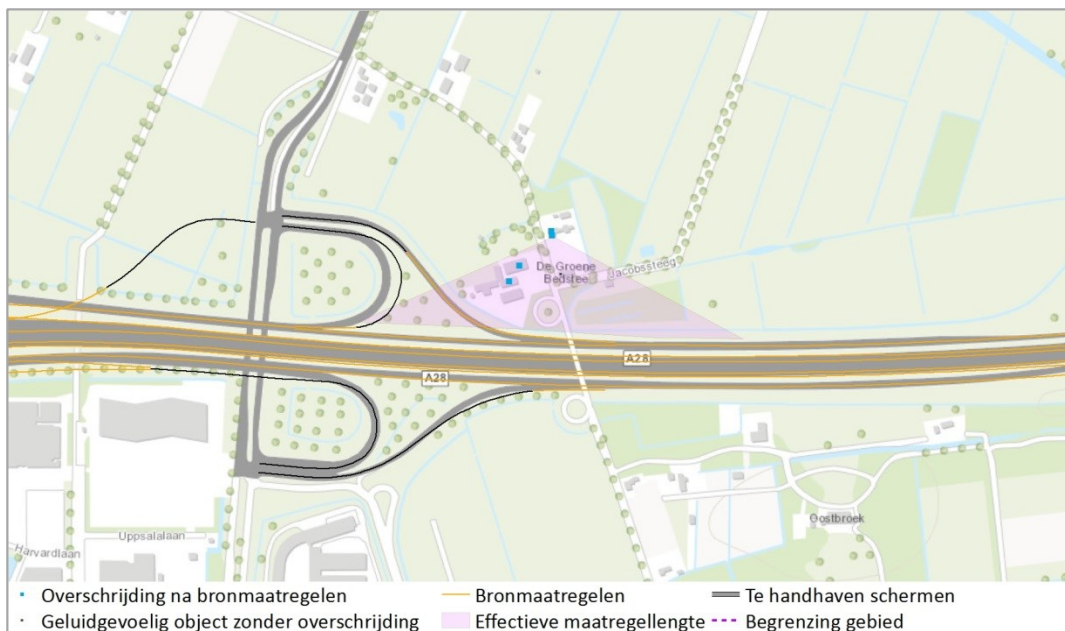 De Groene
Bedstee
Jacobssteeg
A28
A28
Oostbroek
Uppsalalaan
Harvardlaan
Overschrijding na bronmaatregelen
Bronmaatregelen
Te handhaven schermen
Geluidgevoelig object zonder overschrijding
Effectieve maatregellengte
Begrenzing gebied